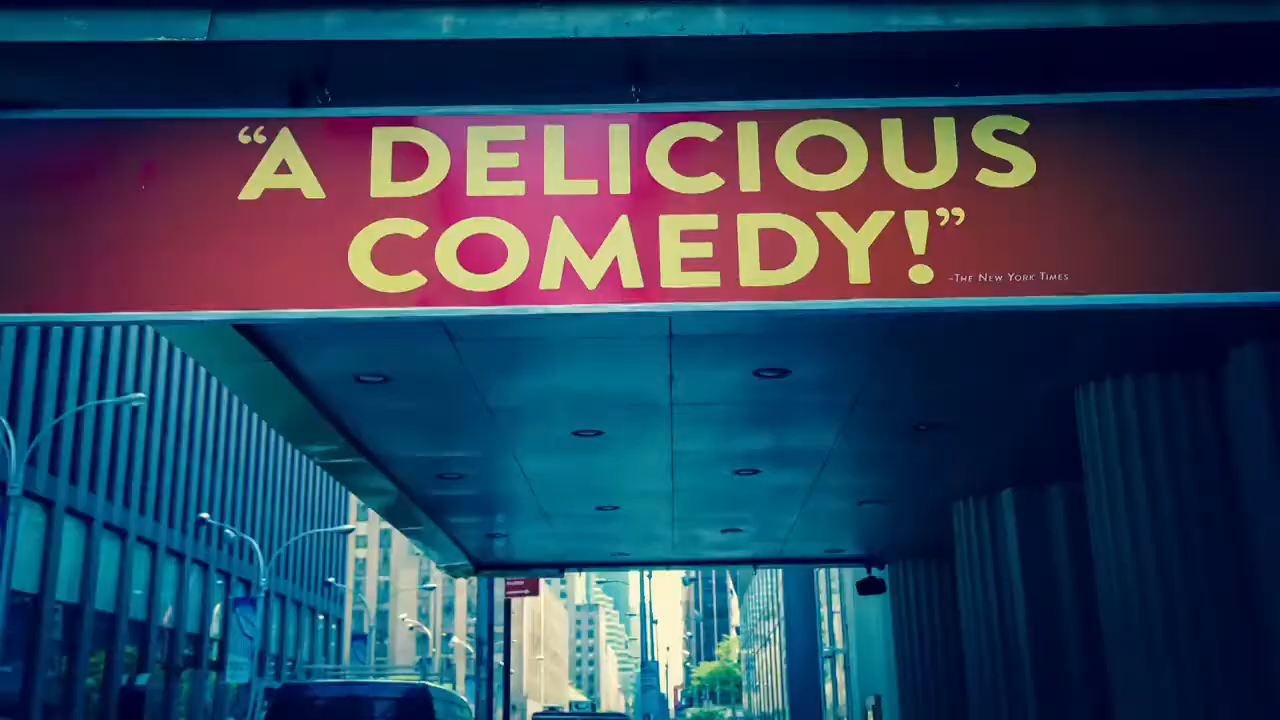 “A DELICIOUS
COMEDY!”
–THE NEW YORK TIMES